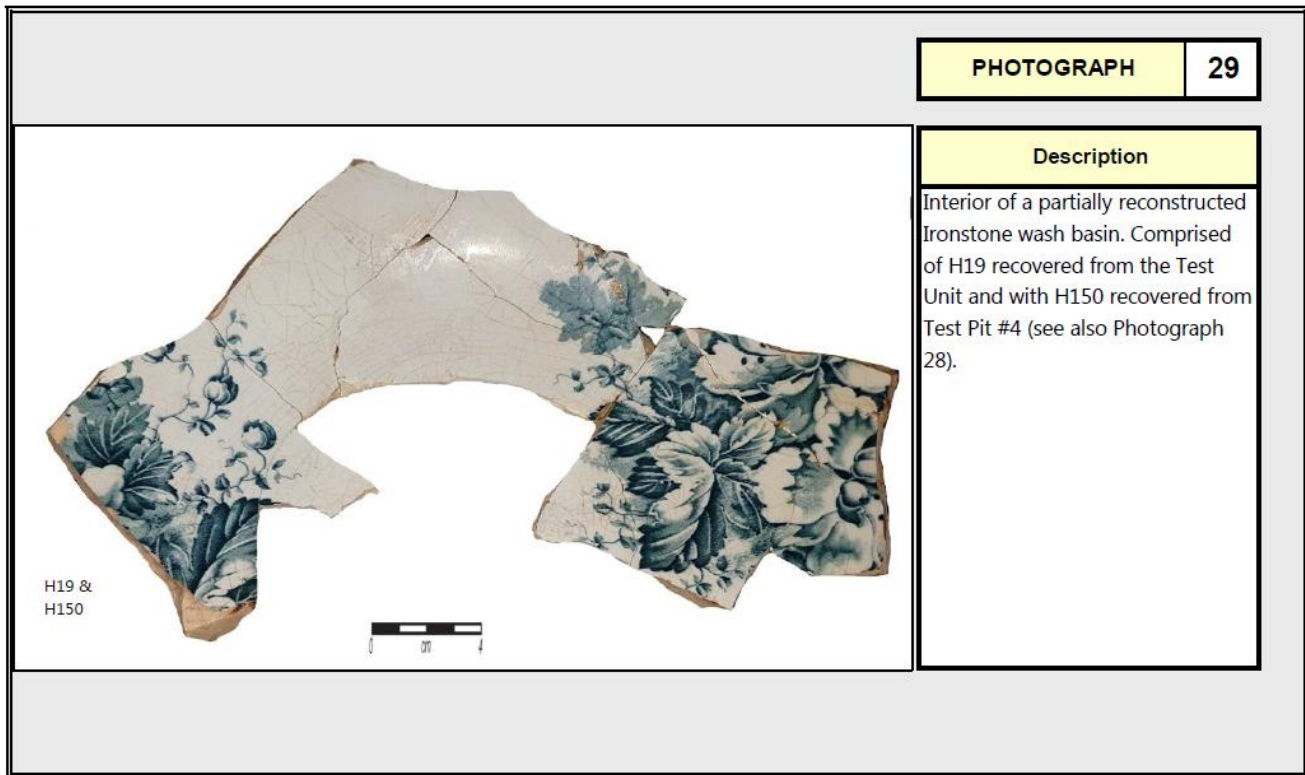 PHOTOGRAPH 29
Description
Interior of a partially reconstructed
Ironstone wash basin. Comprised
of H19 recovered from the Test
Unit and with H150 recovered from
Test Pit #4 (see also Photograph
28).
H19 &
H150
0 cm 4